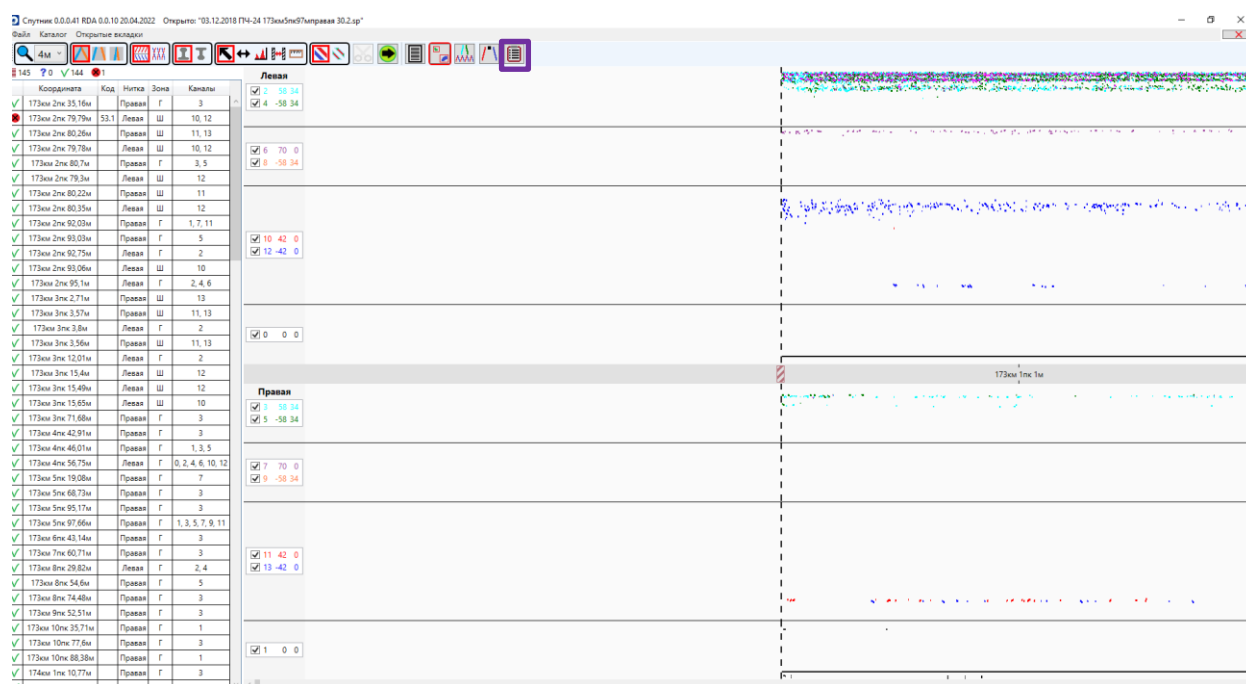 Спутник 0.0.0.41 RDA 0.0.10 20.04.2022 Открыто: "03.12.2018 ПЧ-24 173км5пк97мправая 30.2.sp"
Файл Каталог Открытые вкладки
4м
145 ?0 √144 1
Координата Код Нитка Зона Каналы
173км 2пк 35,16м Правая Г 3
173км 2пк 79,79м 53.1 Левая Ш 10, 12
173км 2пк 80,26м Правая Ш 11, 13
173км 2пк 79,78м Левая Ш 10, 12
173км 2пк 80,7м Правая Г 3, 5
173км 2пк 79,3м Левая Ш 12
173км 2пк 80,22м Правая Ш 11
173км 2пк 80,35м Левая Ш 12
173км 2пк 92,03м Правая Г 1, 7, 11
173км 2пк 93,03м Правая Г 5
173км 2пк 92,75м Левая Г 2
173км 2пк 93,06м Левая Ш 10
173км 2пк 95,1м Левая Г 2, 4, 6
173км 3пк 2,71м Правая Ш 13
173км 3пк 3,57м Правая Ш 11, 13
173км 3пк 3,8м Левая Г 2
173км 3пк 3,56м Правая Ш 11, 13
173км 3пк 12,01м Левая Г 2
173км 3пк 15,4м Левая Ш 12
173км 3пк 15,49м Левая Ш 12
173км 3пк 15,65м Левая Ш 10
173км 3пк 71,68м Правая Г 3
173км 4пк 42,91м Правая Г 3
173км 4пк 46,01м Правая Г 1, 3, 5
173км 4пк 56,75м Левая Г 0, 2, 4, 6, 10, 12
173км 5пк 19,08м Правая Г 7
173км 5пк 68,73м Правая Г 3
173км 5пк 95,17м Правая Г 3
173км 5пк 97,66м Правая Г 1, 3, 5, 7, 9, 11
173км 6пк 43,14м Правая Г 3
173км 7пк 60,71м Правая Г 3
173км 8пк 29,82м Левая Г 2, 4
173км 8пк 54,6м Правая Г 5
173км 8пк 74,48м Правая Г 3
173км 9пк 52,51м Правая Г 3
173км 10пк 35,71м Правая Г 1
173км 10пк 77,6м Правая Г 3
173км 10пк 88,38м Правая Г 1
174км 1пк 10,77м Правая Г 3
Левая
2 58 34
4 -58 34
6 70 0
8 -58 34
10 42 0
12 -42 0
0 0 0
173км 1пк 1м
Правая
3 58 34
5 -58 34
7 70 0
9 -58 34
11 42 0
13 -42 0
1 0 0